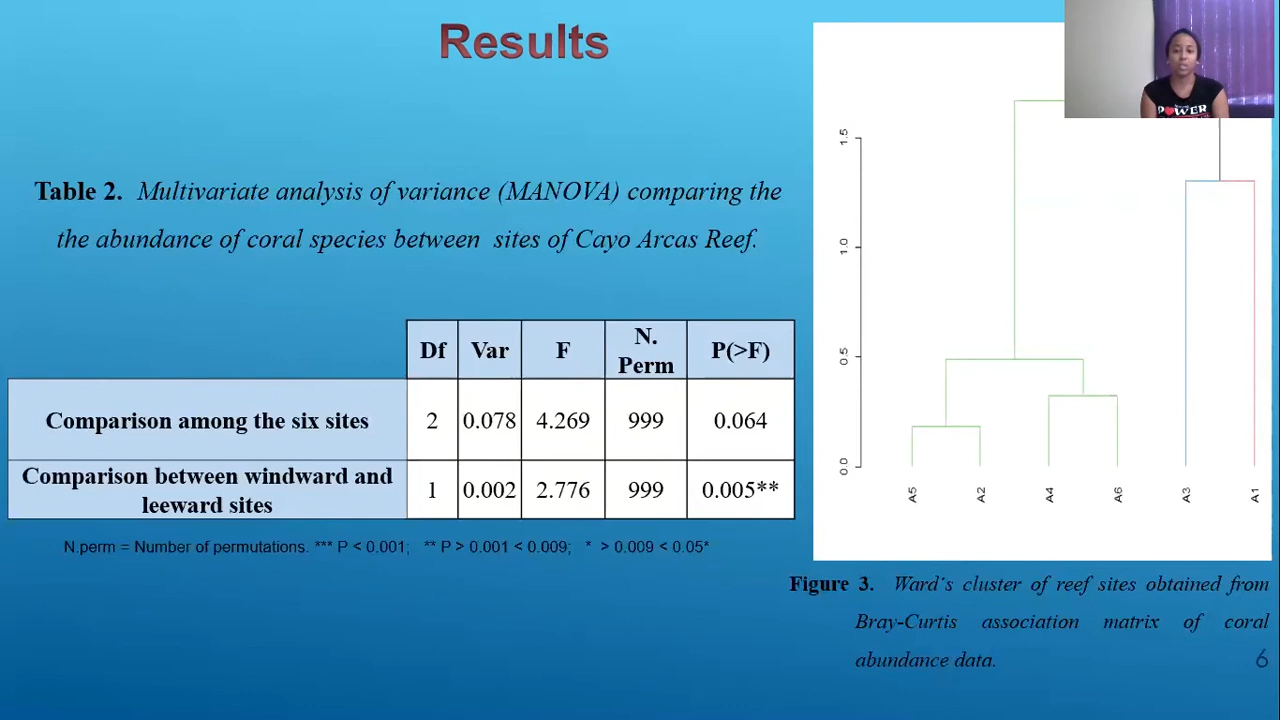 Results
Table 2. Multivariate analysis of variance (MANOVA) comparing the
the abundance of coral species between sites of Cayo Arcas Reef.
Df Var F N. Perm P(>F)
Comparison among the six sites 2 0.078 4.269 999 0.064
Comparison between windward and
leeward sites 1 0.002 2.776 999 0.005**
N.perm = Number of permutations. *** P < 0.001; ** P > 0.001 < 0.009; * > 0.009 < 0.05*
POWER
1.5
1.0
0.5
0.0
A5 A2 A4 A6 A3 A1
Figure 3. Ward´s cluster of reef sites obtained from
Bray-Curtis association matrix of coral
abundance data.
6